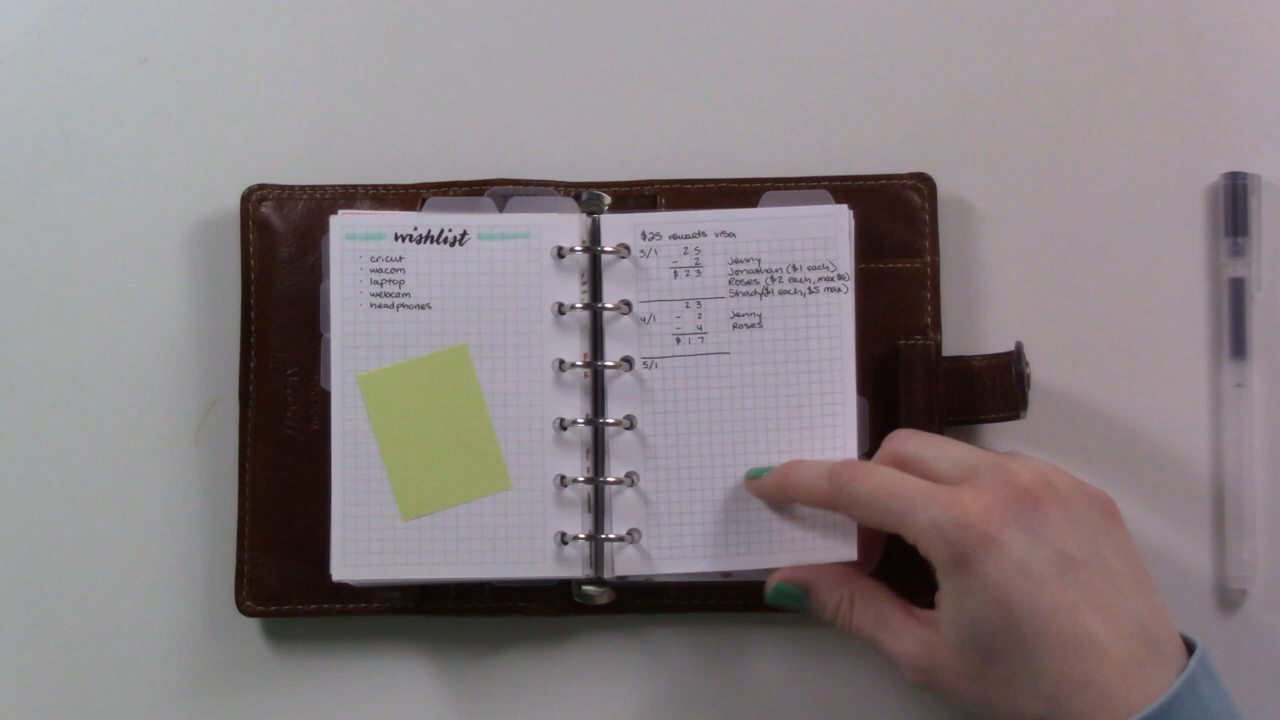 wishlist
· cricut
· wacom
· laptop
· webcam
· headphones
$25 rewards visa
3/1 25
- 2 Jenny
$23 Jonathan ($1 each)
Roses ($2 each, max
Shady($1 each, $5 max)
23
4/1 - 2 Jenny
- 4 Roses
$17
5/1